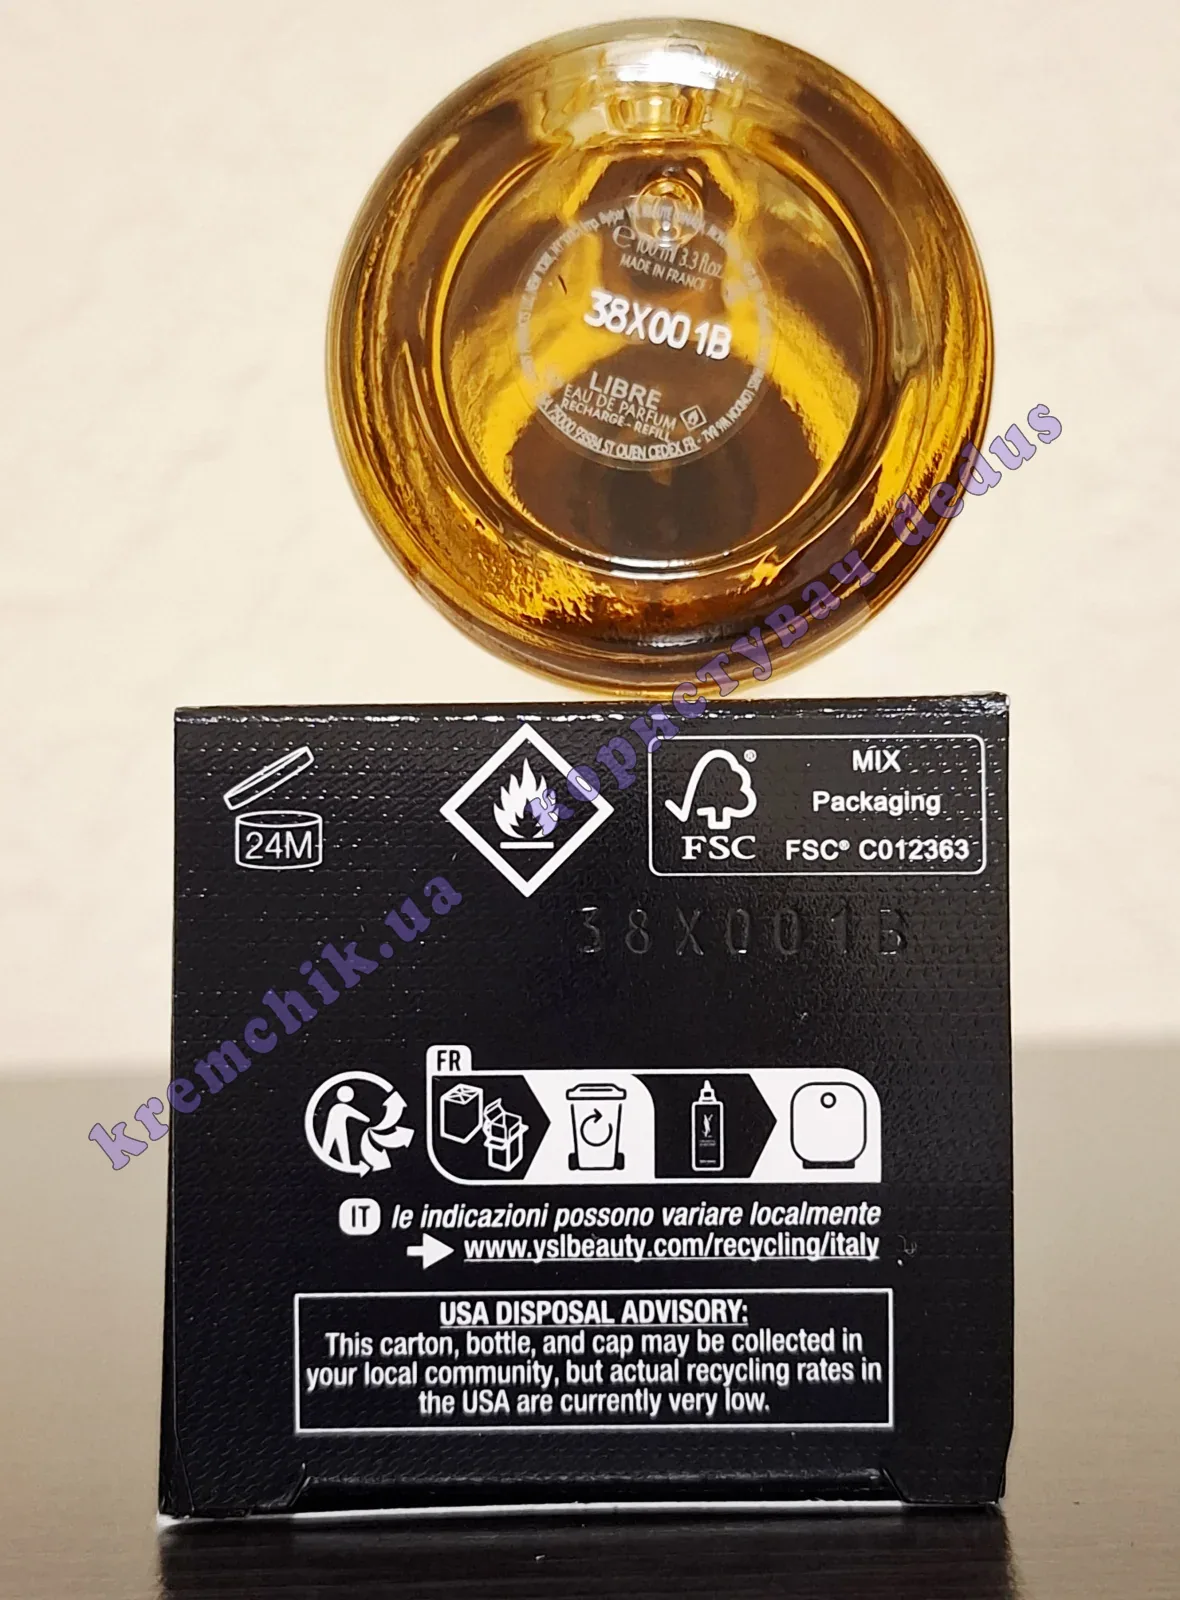 e 100 ml 3.3 fl.oz.
MADE IN FRANCE
38X001B
LIBRE
EAU DE PARFUM
RECHARGE - REFILL
75000 93584 ST OUEN CEDEX FR -
24M
FSC®
MIX
Packaging
FSC® C012363
38X001B
FR
IT le indicazioni possono variare localmente
www.yslbeauty.com/recycling/italy
USA DISPOSAL ADVISORY:
This carton, bottle, and cap may be collected in
your local community, but actual recycling rates in
the USA are currently very low.
kremchik.ua користувач dedus